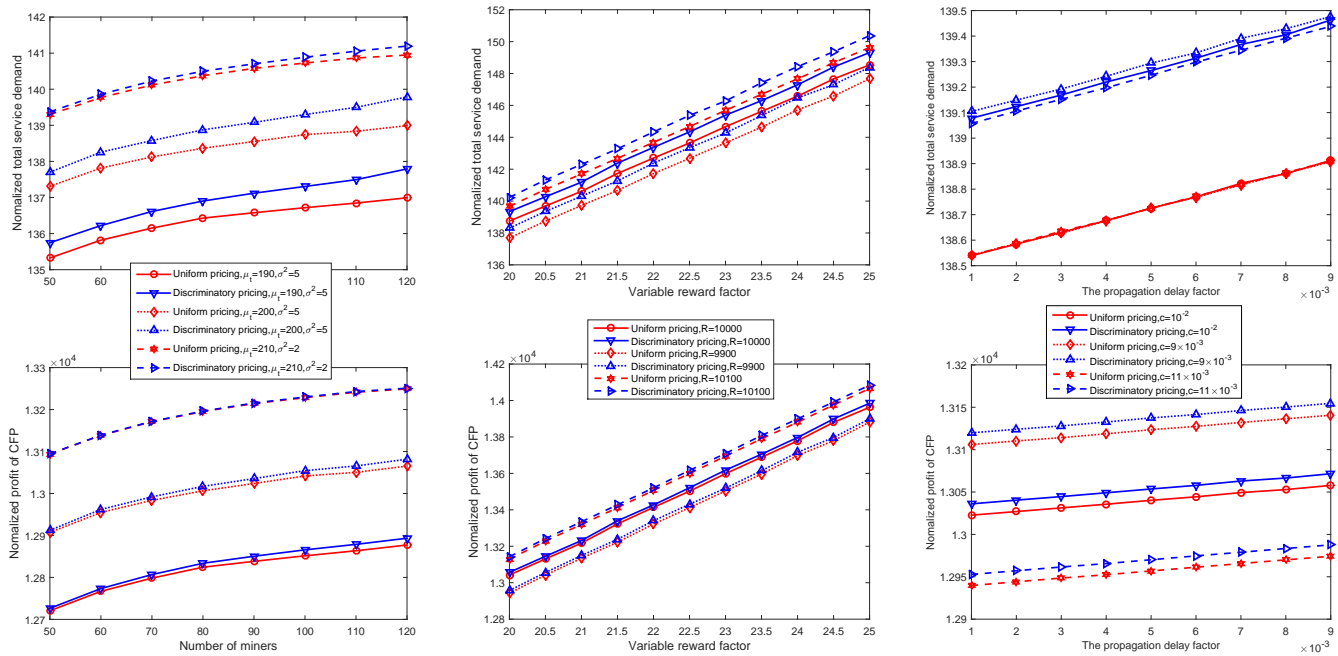 142
141
140
139
138
137
136
135
Nomalized total service demand
50 60 70 80 90 100 110 120
Uniform pricing,μt=190,σ²=5
Discriminatory pricing,μt=190,σ²=5
Uniform pricing,μt=200,σ²=5
Discriminatory pricing,μt=200,σ²=5
Uniform pricing,μt=210,σ²=2
Discriminatory pricing,μt=210,σ²=2
×10⁴
1.33
1.32
1.31
1.3
1.29
1.28
1.27
Nomalized profit of CFP
50 60 70 80 90 100 110 120
Number of miners
152
150
148
146
144
142
140
138
136
Nomalized total service demand
20 20.5 21 21.5 22 22.5 23 23.5 24 24.5 25
Variable reward factor
Uniform pricing,R=10000
Discriminatory pricing,R=10000
Uniform pricing,R=9900
Discriminatory pricing,R=9900
Uniform pricing,R=10100
Discriminatory pricing,R=10100
×10⁴
1.42
1.4
1.38
1.36
1.34
1.32
1.3
1.28
Nomalized profit of CFP
20 20.5 21 21.5 22 22.5 23 23.5 24 24.5 25
Variable reward factor
139.5
139.4
139.3
139.2
139.1
139
138.9
138.8
138.7
138.6
138.5
Nomalized total service demand
1 2 3 4 5 6 7 8 9
The propagation delay factor
×10⁻³
Uniform pricing,c=10⁻²
Discriminatory pricing,c=10⁻²
Uniform pricing,c=9×10⁻³
Discriminatory pricing,c=9×10⁻³
Uniform pricing,c=11×10⁻³
Discriminatory pricing,c=11×10⁻³
×10⁴
1.32
1.315
1.31
1.305
1.3
1.295
1.29
Nomalized profit of CFP
1 2 3 4 5 6 7 8 9
The propagation delay factor
×10⁻³